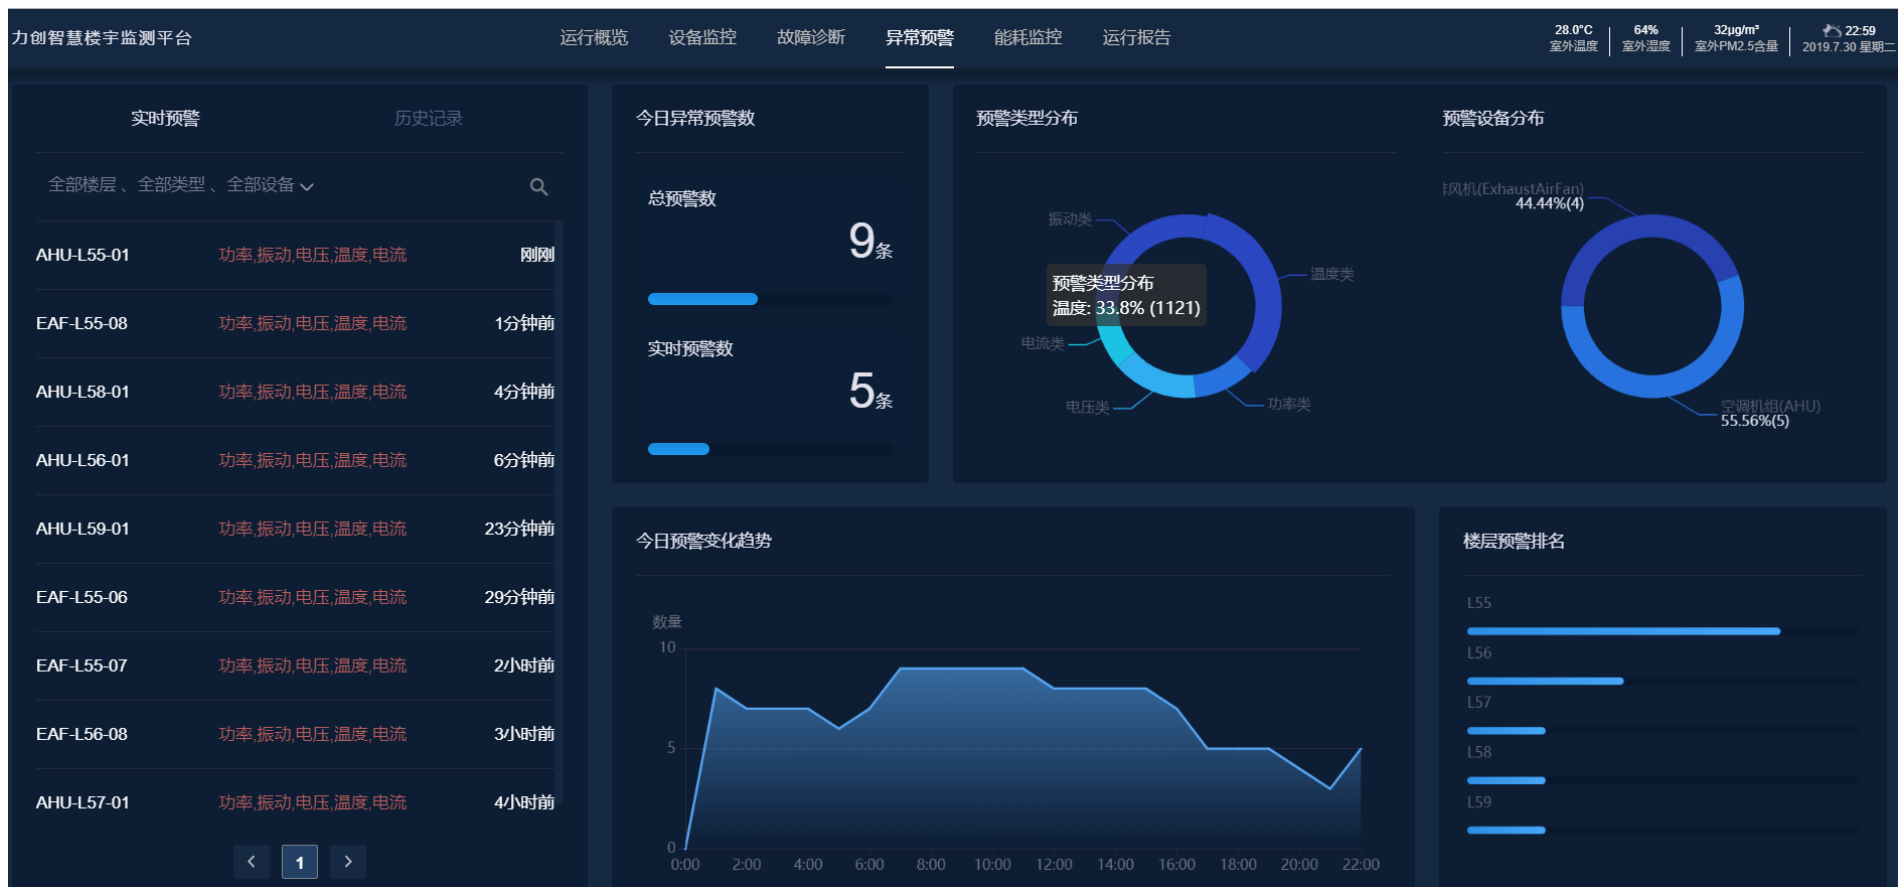 力创智慧楼宇监测平台
运行概览 设备监控 故障诊断 异常预警 能耗监控 运行报告
28.0°C 64% 32μg/m³ 22:59
室外温度 室外湿度 室外PM2.5含量 2019.7.30 星期二
实时预警 历史记录
全部楼层 、全部类型 、全部设备
AHU-L55-01 功率,振动,电压,温度,电流 刚刚
EAF-L55-08 功率,振动,电压,温度,电流 1分钟前
AHU-L58-01 功率,振动,电压,温度,电流 4分钟前
AHU-L56-01 功率,振动,电压,温度,电流 6分钟前
AHU-L59-01 功率,振动,电压,温度,电流 23分钟前
EAF-L55-06 功率,振动,电压,温度,电流 29分钟前
EAF-L55-07 功率,振动,电压,温度,电流 2小时前
EAF-L56-08 功率,振动,电压,温度,电流 3小时前
AHU-L57-01 功率,振动,电压,温度,电流 4小时前
1
今日异常预警数
总预警数
9条
实时预警数
5条
预警类型分布
振动类
温度类
预警类型分布
温度: 33.8% (1121)
电流类
电压类
功率类
预警设备分布
风机(ExhaustAirFan)
44.44%(4)
空调机组(AHU)
55.56%(5)
今日预警变化趋势
数量
10
5
0
0:00 2:00 4:00 6:00 8:00 10:00 12:00 14:00 16:00 18:00 20:00 22:00
楼层预警排名
L55
L56
L57
L58
L59